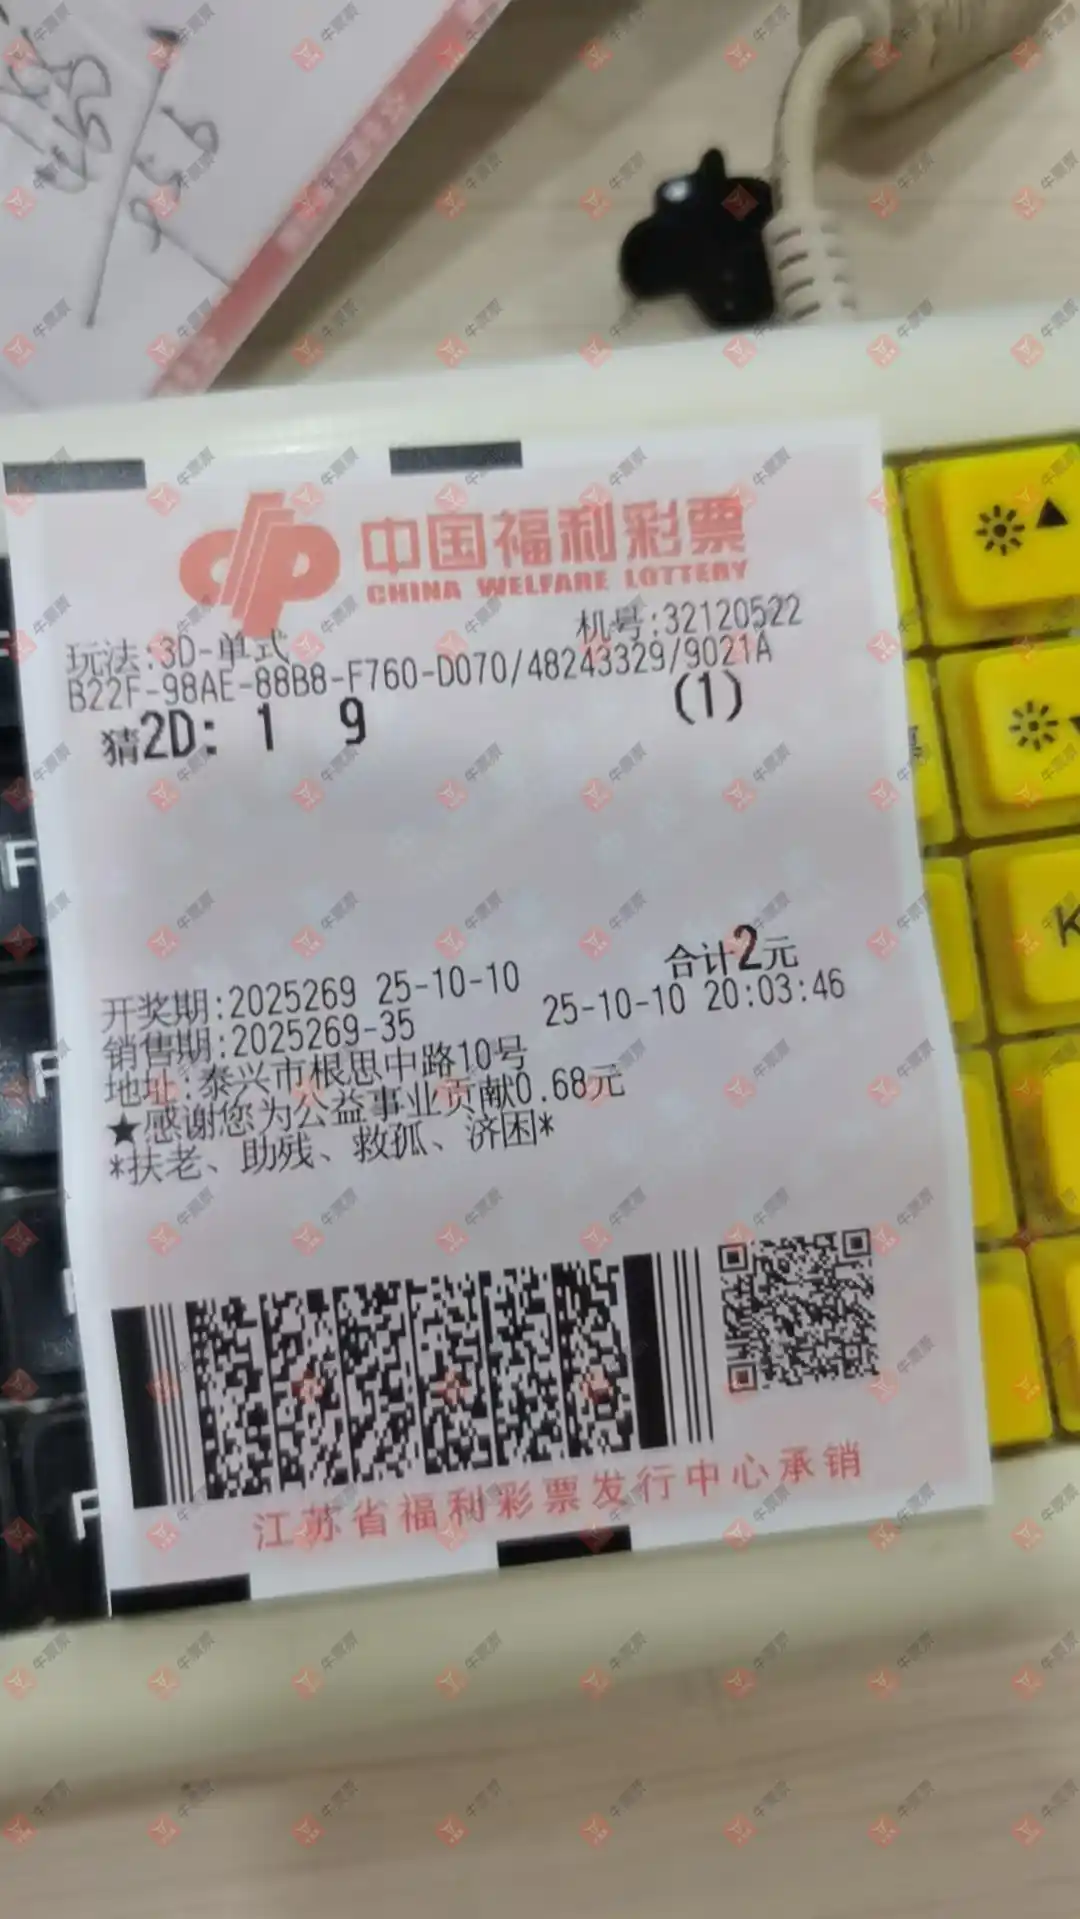 中国福利彩票
CHINA WELFARE LOTTERY
机号:32120522
玩法:3D-单式
B22F-98AE-88B8-F760-D070/48243329/9021A
猜2D: 1 9 (1)
合计2元
开奖期:2025269 25-10-10
25-10-10 20:03:46
销售期:2025269-35
地址:泰兴市根思中路10号
★感谢您为公益事业贡献0.68元
*扶老、助残、救孤、济困*
江苏省福利彩票发行中心承销
牛票票
F
F
F
K